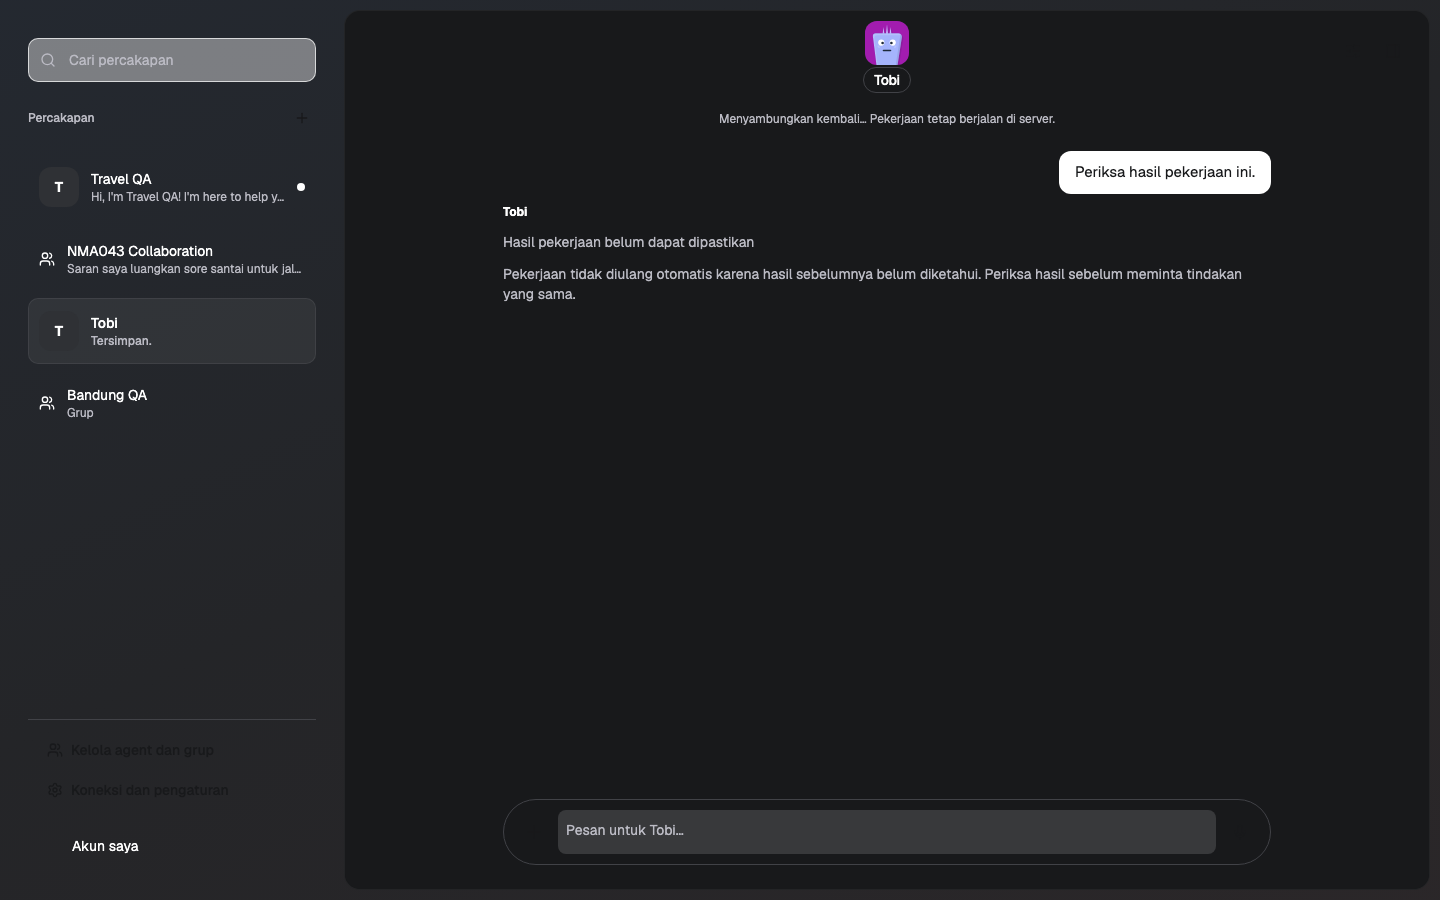 Cari percakapan
Percakapan
T
Travel QA
Hi, I'm Travel QA! I'm here to help y...
NMA043 Collaboration
Saran saya luangkan sore santai untuk jal...
T
Tobi
Tersimpan.
Bandung QA
Grup
Kelola agent dan grup
Koneksi dan pengaturan
Akun saya
Tobi
Menyambungkan kembali... Pekerjaan tetap berjalan di server.
Periksa hasil pekerjaan ini.
Tobi
Hasil pekerjaan belum dapat dipastikan
Pekerjaan tidak diulang otomatis karena hasil sebelumnya belum diketahui. Periksa hasil sebelum meminta tindakan
yang sama.
Pesan untuk Tobi...